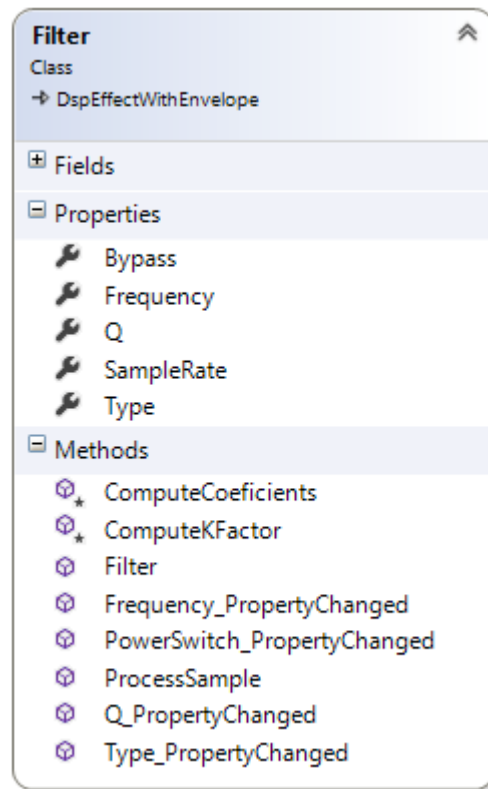 Filter
Class
DspEffectWithEnvelope
Fields
Properties
Bypass
Frequency
Q
SampleRate
Type
Methods
ComputeCoeficients
ComputeKFactor
Filter
Frequency_PropertyChanged
PowerSwitch_PropertyChanged
ProcessSample
Q_PropertyChanged
Type_PropertyChanged